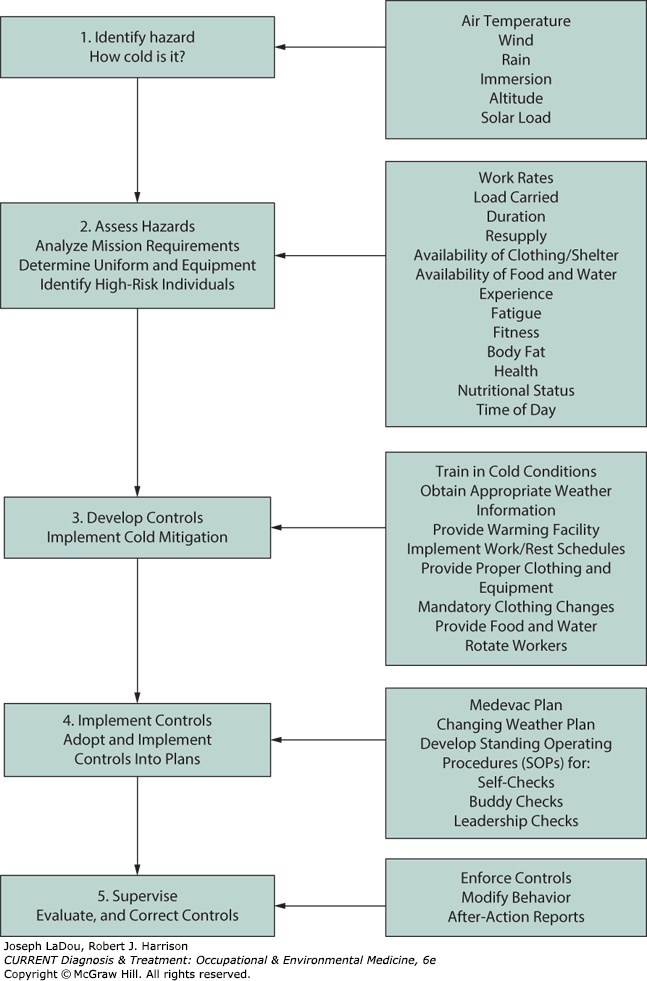 1. Identify hazard
How cold is it?
Air Temperature
Wind
Rain
Immersion
Altitude
Solar Load
2. Assess Hazards
Analyze Mission Requirements
Determine Uniform and Equipment
Identify High-Risk Individuals
Work Rates
Load Carried
Duration
Resupply
Availability of Clothing/Shelter
Availability of Food and Water
Experience
Fatigue
Fitness
Body Fat
Health
Nutritional Status
Time of Day
3. Develop Controls
Implement Cold Mitigation
Train in Cold Conditions
Obtain Appropriate Weather
Information
Provide Warming Facility
Implement Work/Rest Schedules
Provide Proper Clothing and
Equipment
Mandatory Clothing Changes
Provide Food and Water
Rotate Workers
4. Implement Controls
Adopt and Implement
Controls Into Plans
Medevac Plan
Changing Weather Plan
Develop Standing Operating
Procedures (SOPs) for:
Self-Checks
Buddy Checks
Leadership Checks
5. Supervise
Evaluate, and Correct Controls
Enforce Controls
Modify Behavior
After-Action Reports
Joseph LaDou, Robert J. Harrison
CURRENT Diagnosis & Treatment: Occupational & Environmental Medicine, 6e
Copyright © McGraw Hill. All rights reserved.